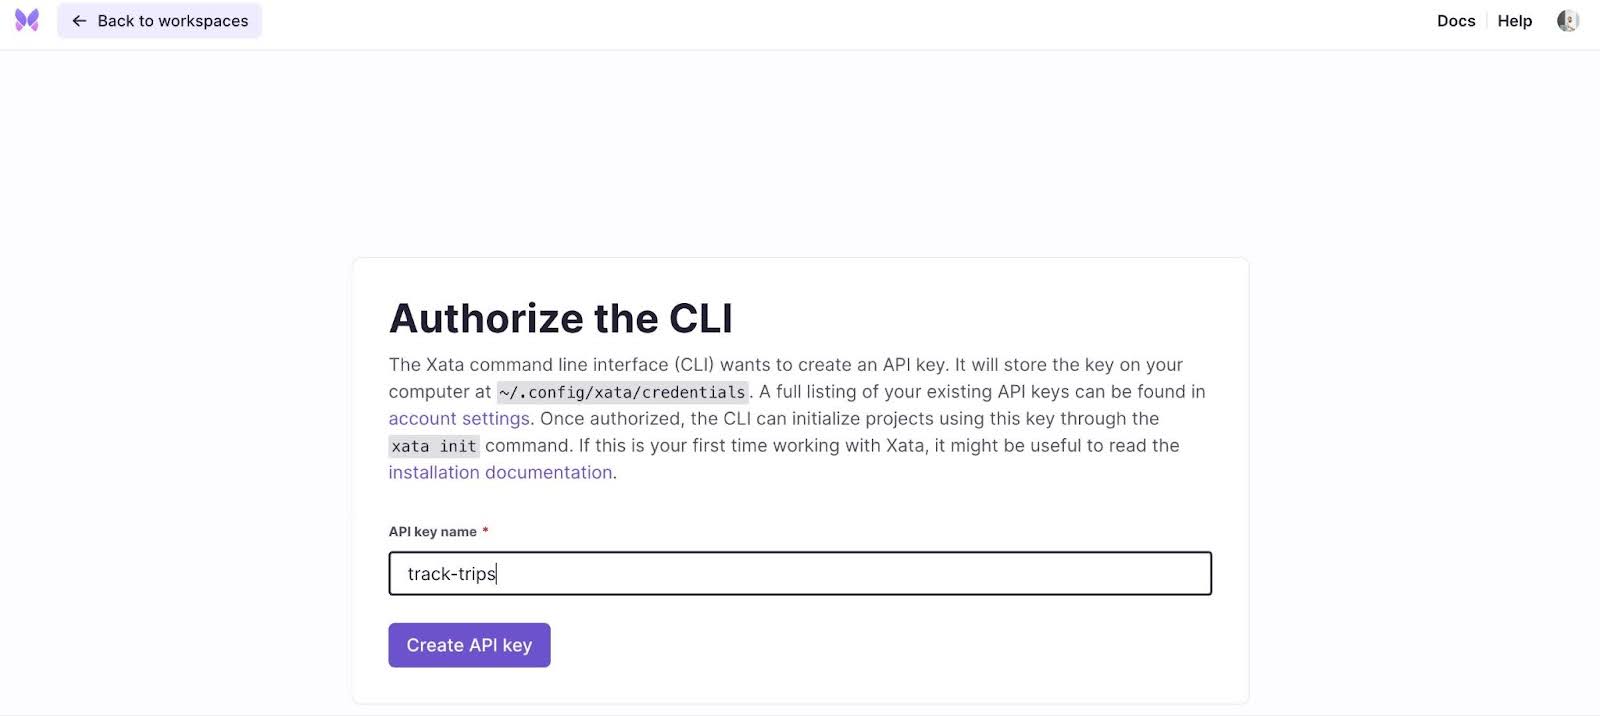 ← Back to workspaces
Docs
Help
Authorize the CLI
The Xata command line interface (CLI) wants to create an API key. It will store the key on your
computer at ~/.config/xata/credentials. A full listing of your existing API keys can be found in
account settings. Once authorized, the CLI can initialize projects using this key through the
xata init command. If this is your first time working with Xata, it might be useful to read the
installation documentation.
API key name *
track-trips
Create API key